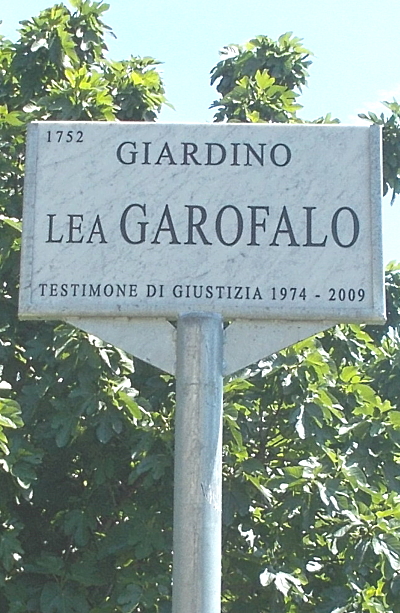 1752
GIARDINO
LEA GAROFALO
TESTIMONE DI GIUSTIZIA 1974 - 2009